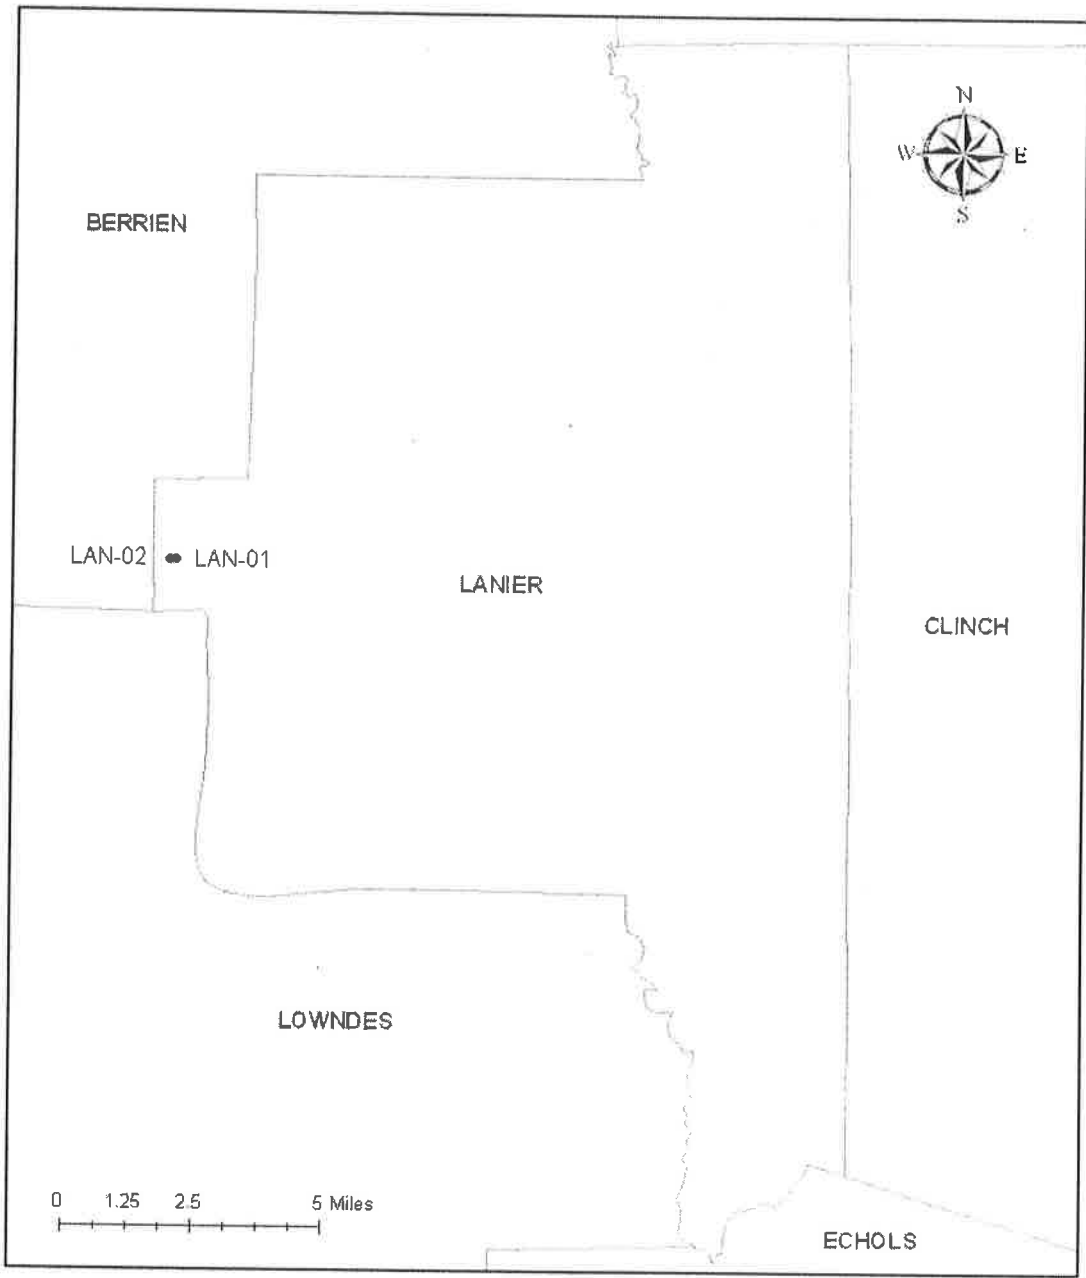 N
W E
S
BERRIEN
LAN-02 LAN-01
LANIER
CLINCH
LOWNDES
0 1.25 2.5 5 Miles
ECHOLS